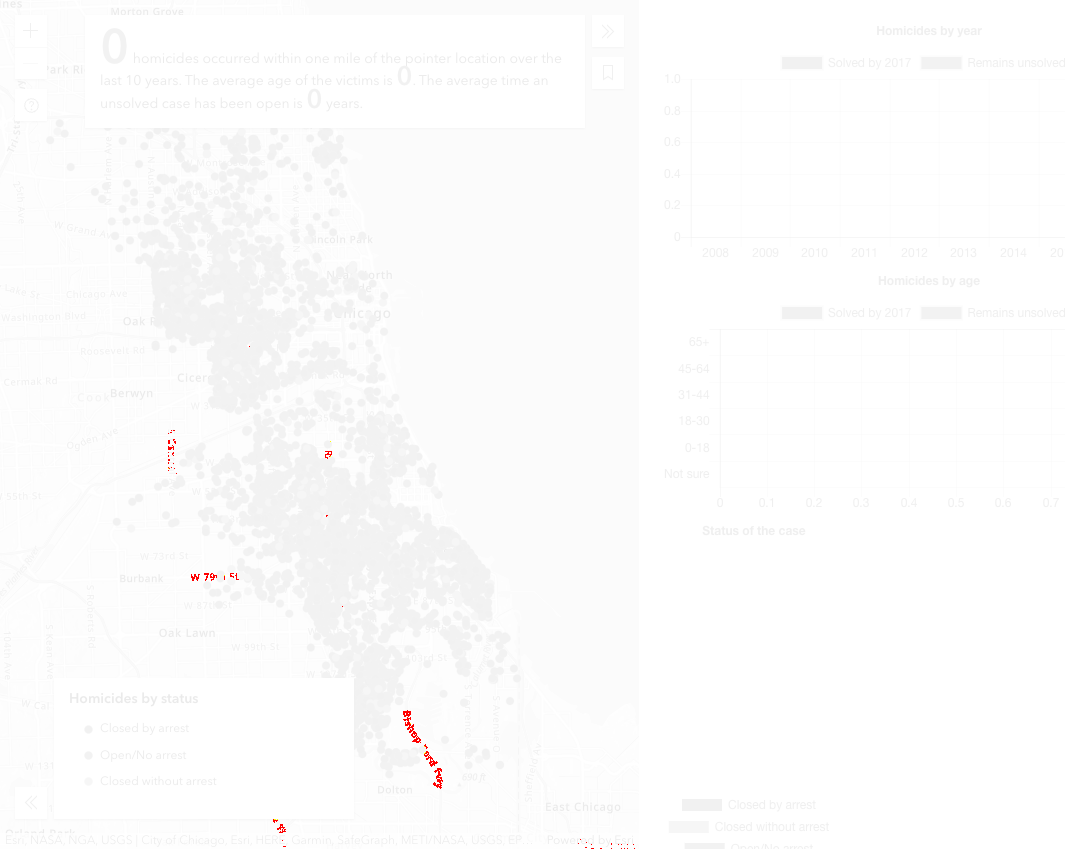 Morton Grove
0 homicides occurred within one mile of the pointer location over the
last 10 years. The average age of the victims is 0. The average time an
unsolved case has been open is 0 years.
W Grand Av
Lincoln Park
Lake St
Chicago Ave
Washington Blvd
Oak
Chicago
Roosevelt Rd
Cermak Rd
Cook
Berwyn
Cicer
Ogden Ave
55th St
W 79th St
Burbank
W 87th St
Oak Lawn
W 99th St
103rd St
Bishop Ford Fwy
Dolton
East Chicago
Homicides by status
Closed by arrest
Open/No arrest
Closed without arrest
Esri, NASA, NGA, USGS | City of Chicago, Esri, HERE, Garmin, SafeGraph, METI/NASA, USGS, EP
Powered by Esri
Homicides by year
Solved by 2017
Remains unsolved
1.0
0.8
0.6
0.4
0.2
0
2008 2009 2010 2011 2012 2013 2014 20
Homicides by age
Solved by 2017
Remains unsolved
65+
45-64
31-44
18-30
0-18
Not sure
0 0.1 0.2 0.3 0.4 0.5 0.6 0.7
Status of the case
Closed by arrest
Closed without arrest
Open/No arrest